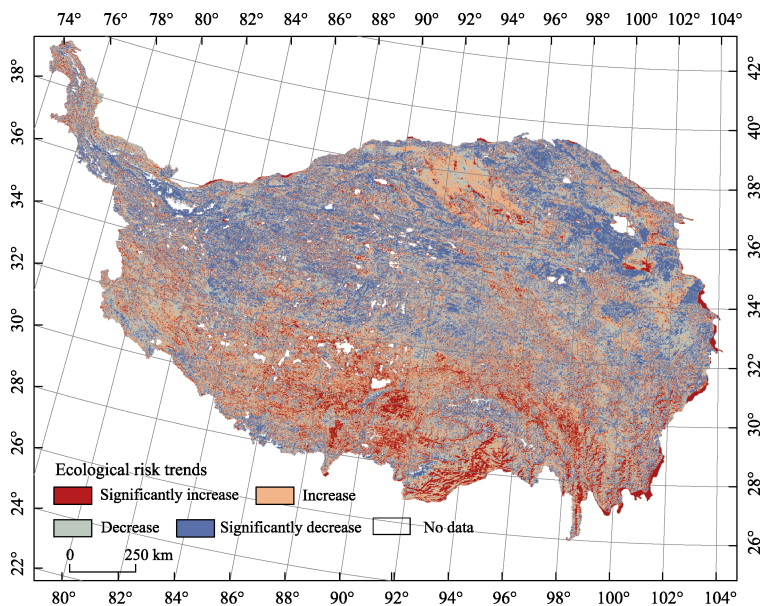 74° 78° 80° 82° 84° 86° 88° 90° 92° 94° 96° 98° 100° 102° 103° 104°
38° 36° 34° 32° 30° 28° 26° 24° 22°
42° 40° 38° 36° 34° 32° 30° 28° 26°
Ecological risk trends
Significantly increase Increase
Decrease Significantly decrease No data
0 250 km
80° 82° 84° 86° 88° 90° 92° 94° 96° 98° 100° 102° 104°